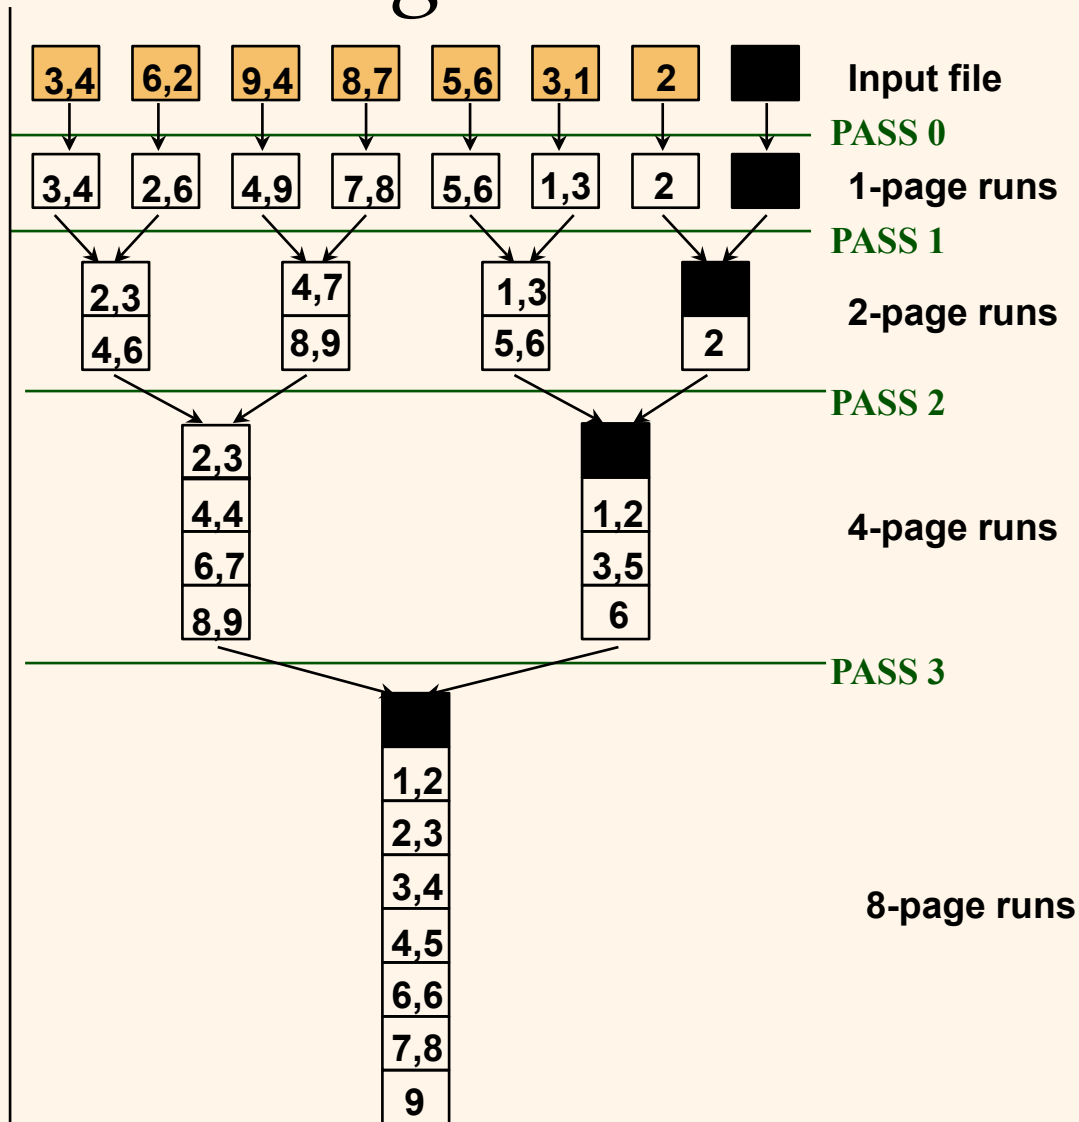 g
3,4 6,2 9,4 8,7 5,6 3,1 2 Input file
PASS 0
3,4 2,6 4,9 7,8 5,6 1,3 2 1-page runs
PASS 1
2,3 4,7 1,3
4,6 8,9 5,6 2
2-page runs
PASS 2
2,3
4,4 1,2
6,7 3,5
8,9 6
4-page runs
PASS 3
1,2
2,3
3,4
4,5
6,6
7,8
9
8-page runs